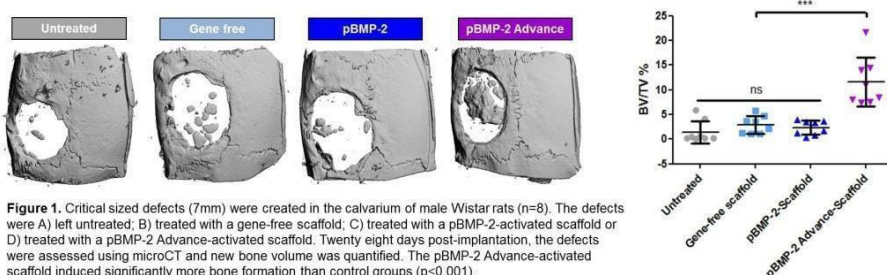 Untreated
Gene free
pBMP-2
pBMP-2 Advance
Figure 1. Critical sized defects (7mm) were created in the calvarium of male Wistar rats (n=8). The defects
were A) left untreated; B) treated with a gene-free scaffold; C) treated with a pBMP-2-activated scaffold or
D) treated with a pBMP-2 Advance-activated scaffold. Twenty eight days post-implantation, the defects
were assessed using microCT and new bone volume was quantified. The pBMP-2 Advance-activated
scaffold induced significantly more bone formation than control groups (p<0.001).
***
BV/TV %
25
20
15
10
5
0
-5
ns
Untreated
Gene-free scaffold
pBMP-2-Scaffold
pBMP-2 Advance-Scaffold